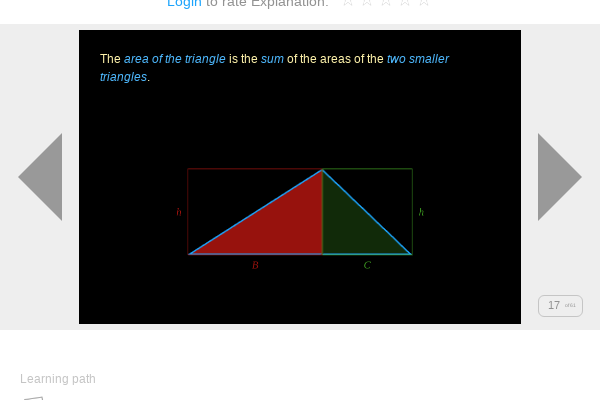 Login to rate Explanation.
The area of the triangle is the sum of the areas of the two smaller
triangles.
h h
B C
17
Learning path